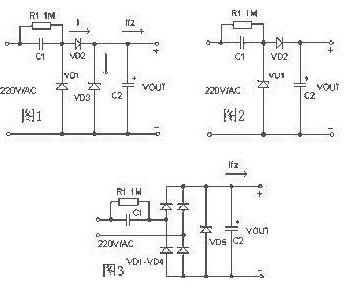 R1 1M
I
Ifz
C1
VD2
+
VD1
VD3
C2
VOUT
220V/AC
图1
-
R1 1M
C1
VD2
+
VD1
C2
VOUT
220V/AC
图2
-
Ifz
R1 1M
C1
+
220V/AC
VD5
C2
VOUT
VD1-VD4
图3
-